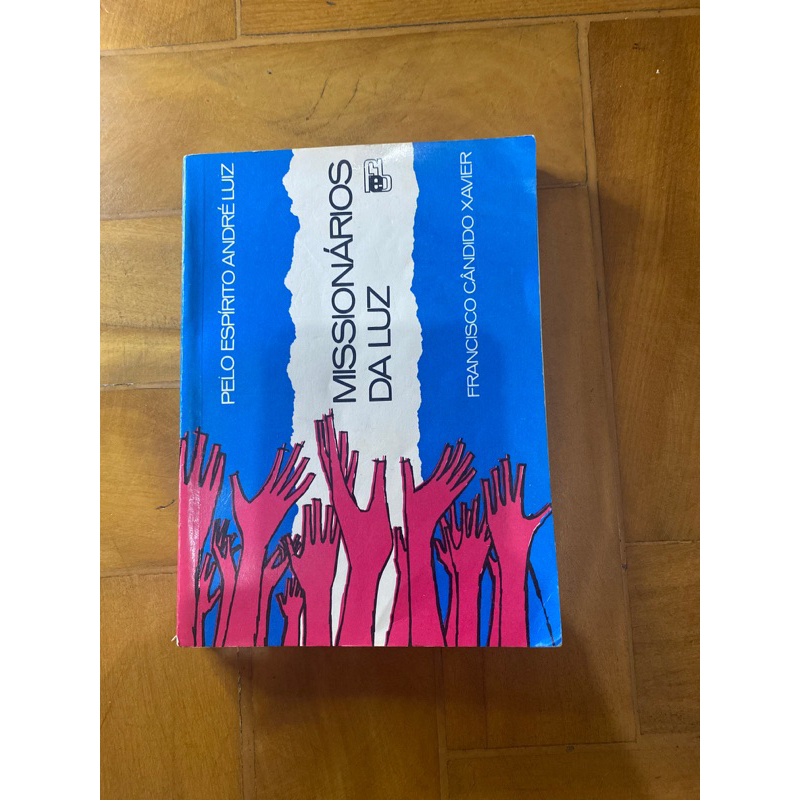 PELO ESPÍRITO ANDRÉ LUIZ
MISSIONÁRIOS
DA LUZ
FRANCISCO CÂNDIDO XAVIER